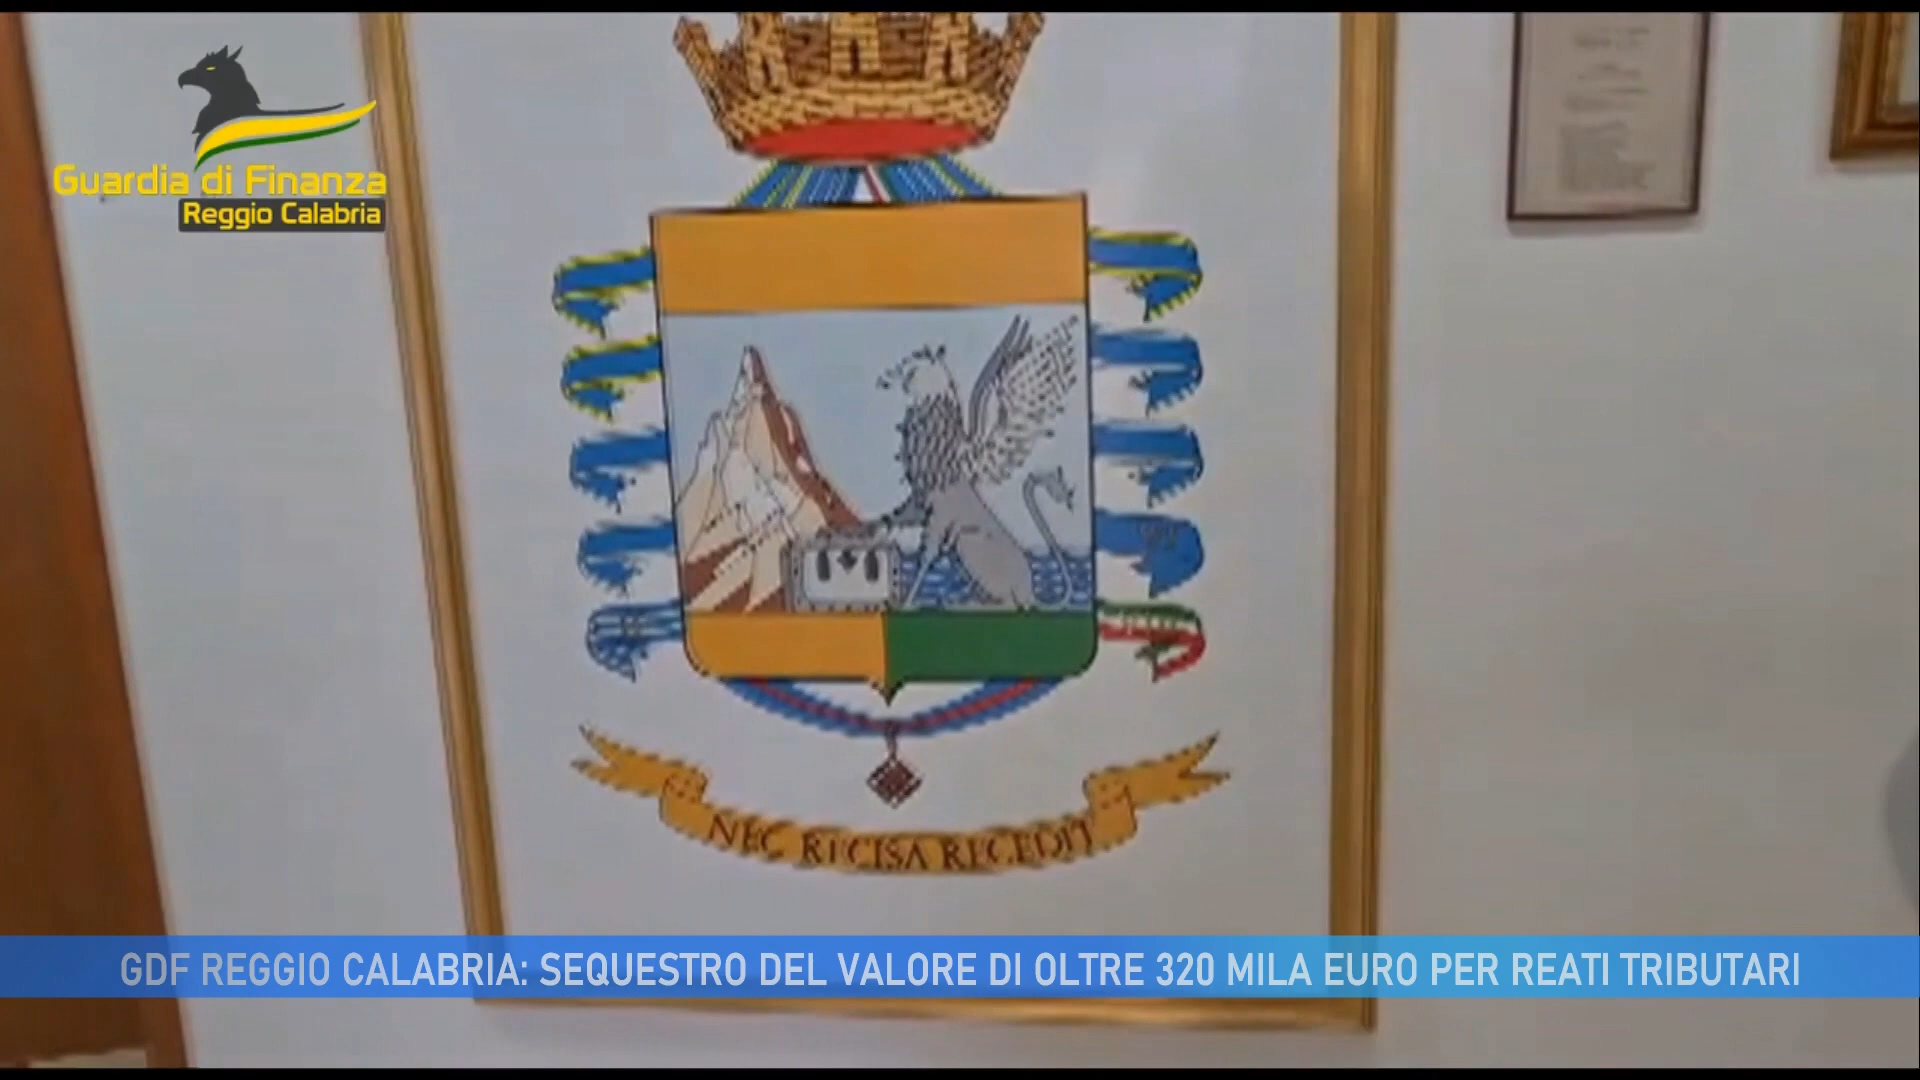 Guardia di Finanza
Reggio Calabria
NEC RECISA RECEDIT
GDF REGGIO CALABRIA: SEQUESTRO DEL VALORE DI OLTRE 320 MILA EURO PER REATI TRIBUTARI